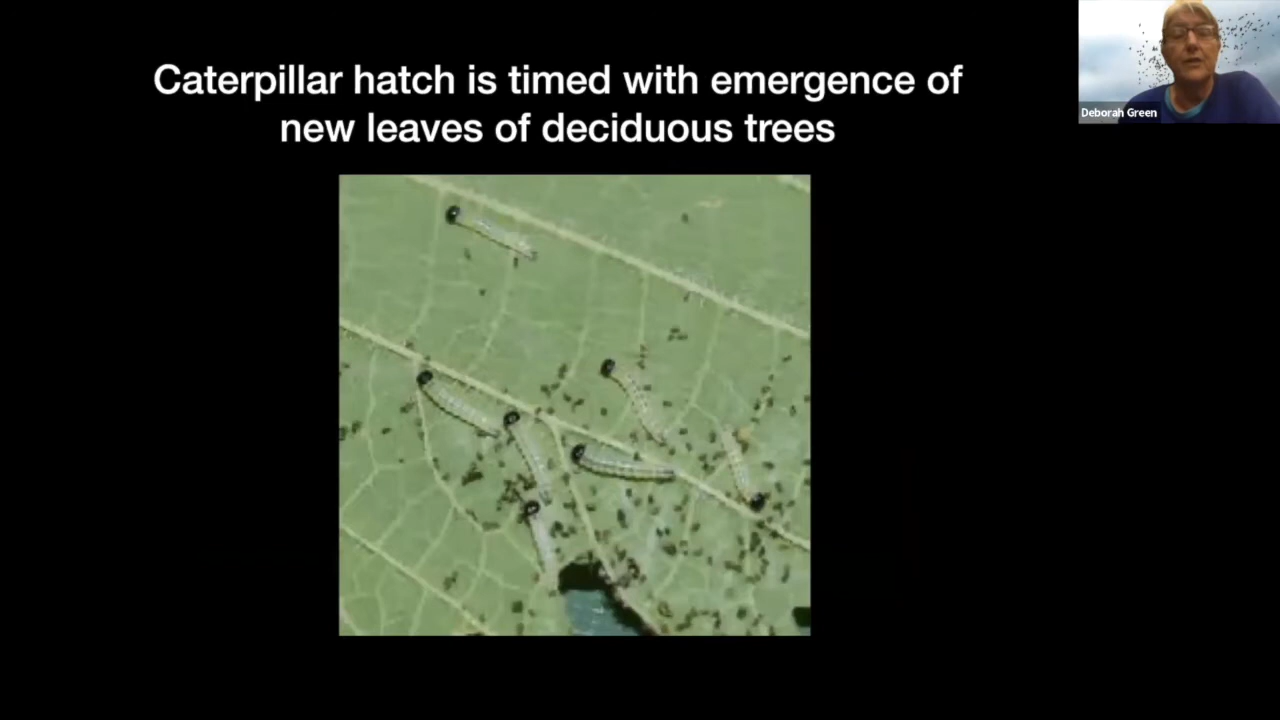 Caterpillar hatch is timed with emergence of
new leaves of deciduous trees
Deborah Green